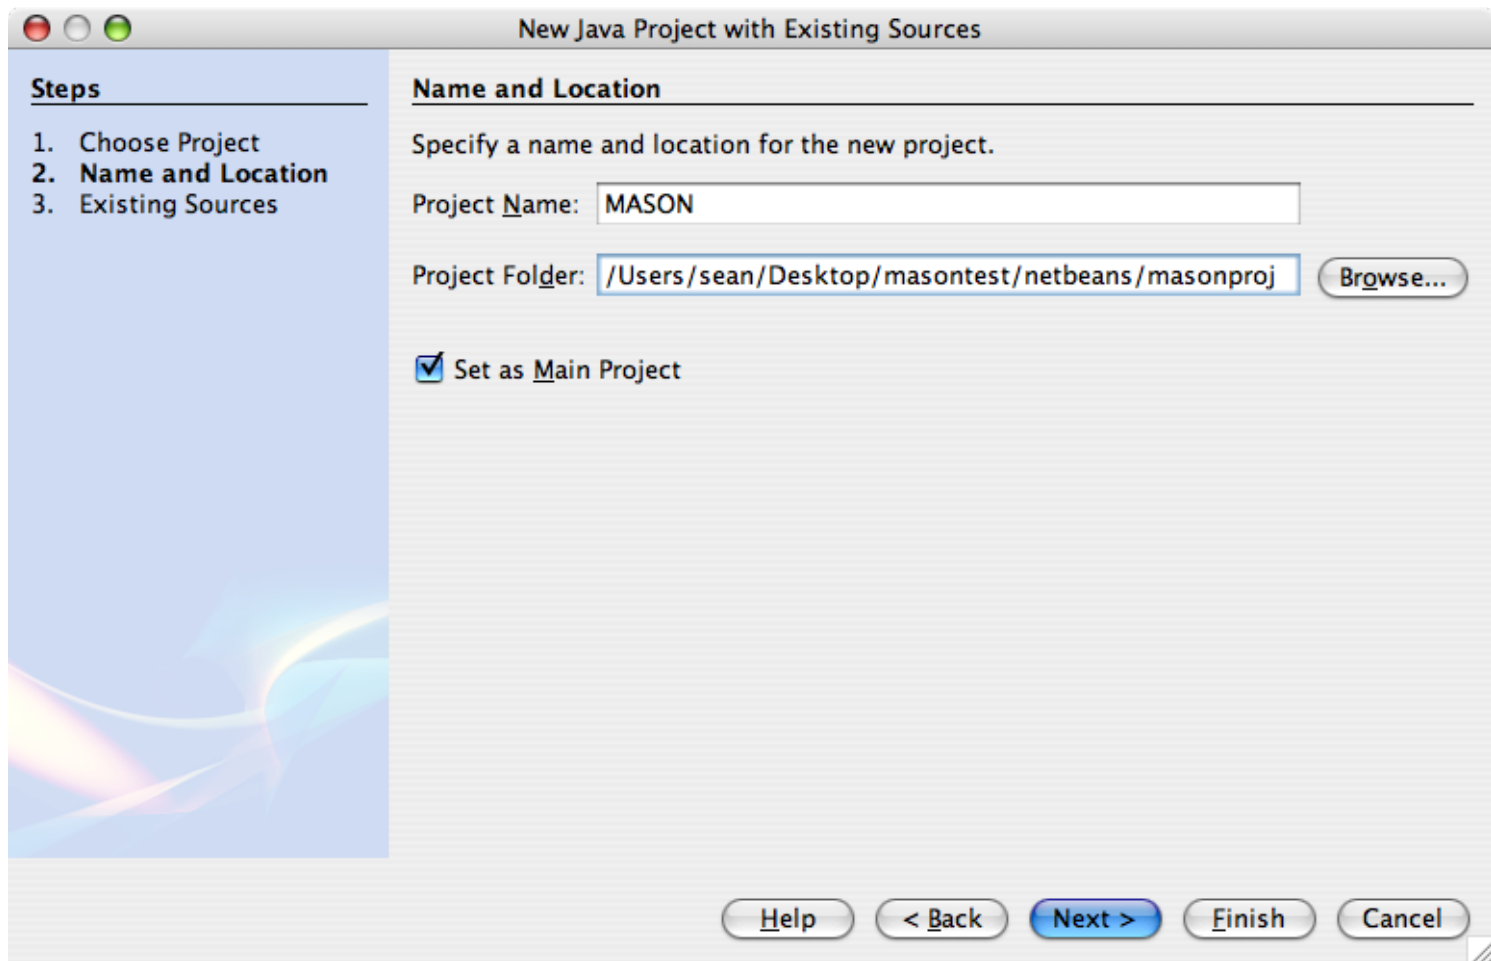 New Java Project with Existing Sources
Steps
1. Choose Project
2. Name and Location
3. Existing Sources
Name and Location
Specify a name and location for the new project.
Project Name: MASON
Project Folder: /Users/sean/Desktop/masontest/netbeans/masonproj Browse...
Set as Main Project
Help < Back Next > Finish Cancel